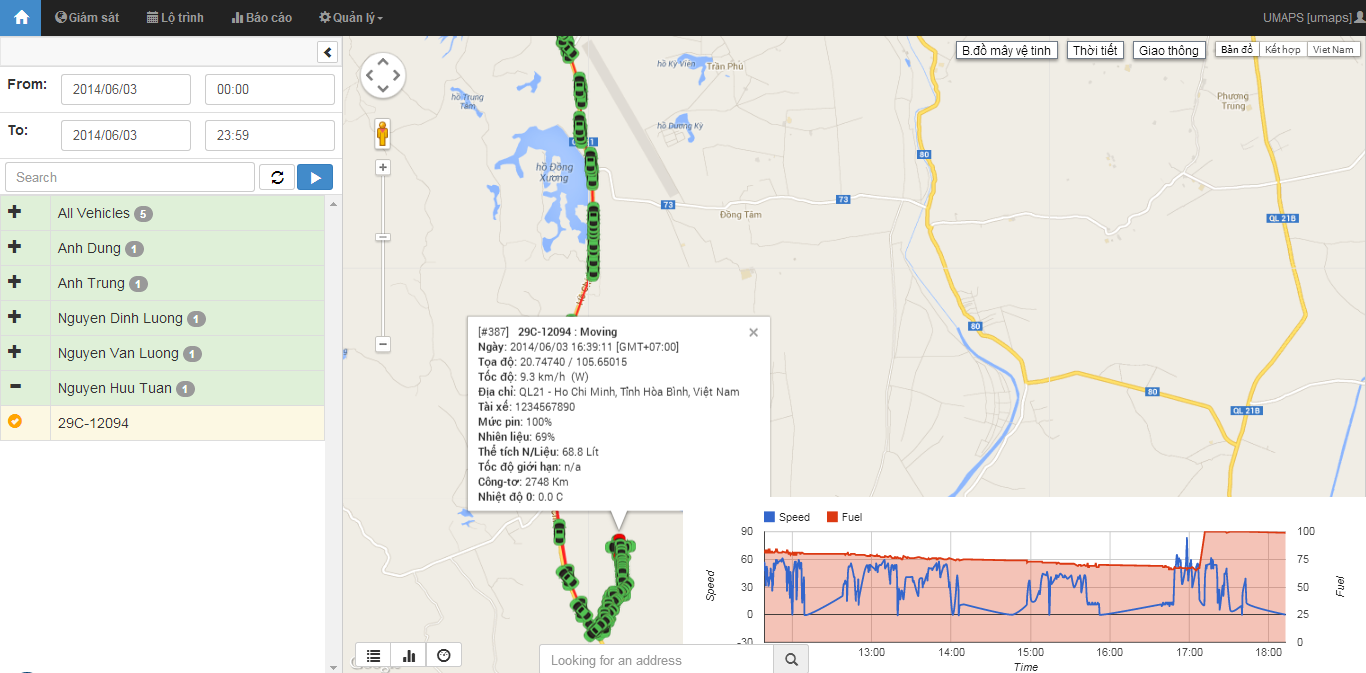 Giám sát Lộ trình Báo cáo Quản lý
UMAPS [umaps]
From: 2014/06/03 00:00
To: 2014/06/03 23:59
Search
All Vehicles 5
Anh Dung 1
Anh Trung 1
Nguyen Dinh Luong 1
Nguyen Van Luong 1
Nguyen Huu Tuan 1
29C-12094
B.đồ mây vệ tinh Thời tiết Giao thông Bản đồ Kết hợp Viet Nam
hồ Kỳ Viên
Trần Phú
hồ Trung
Tâm
Phương
Trung
hồ Dương Kỳ
80
hồ Đồng
Xương
73
73
Đồng Tâm
QL 21B
80
80
QL 21B
[#387] 29C-12094 : Moving
Ngày: 2014/06/03 16:39:11 [GMT+07:00]
Tọa độ: 20.74740 / 105.65015
Tốc độ: 9.3 km/h (W)
Địa chỉ: QL21 - Ho Chi Minh, Tỉnh Hòa Bình, Việt Nam
Tài xế: 1234567890
Mức pin: 100%
Nhiên liệu: 69%
Thể tích N/Liệu: 68.8 Lít
Tốc độ giới hạn: n/a
Công-tơ: 2748 Km
Nhiệt độ 0: 0.0 C
Speed Fuel
90 100
60 75
30 50
0 25
-30 0
Speed
Fuel
13:00 14:00 15:00 16:00 17:00 18:00
Time
Looking for an address